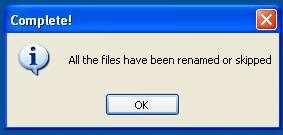 Complete!
All the files have been renamed or skipped
OK